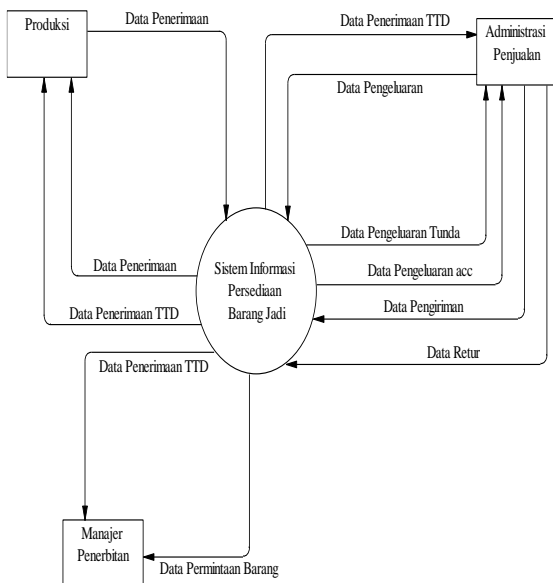 Produksi
Data Penerimaan
Data Penerimaan TTD
Administrasi
Penjualan
Data Pengeluaran
Data Pengeluaran Tunda
Data Penerimaan
Sistem Informasi
Persediaan
Barang Jadi
Data Pengeluaran acc
Data Penerimaan TTD
Data Pengiriman
Data Penerimaan TTD
Data Retur
Manajer
Penerbitan
Data Permintaan Barang